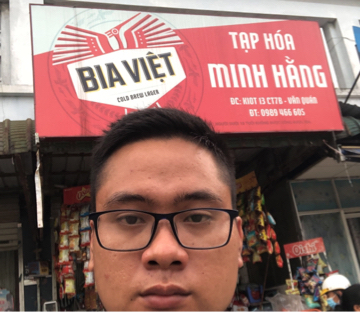 BIA VIỆT
COLD BREW LAGER
TẠP HÓA
MINH HẰNG
ĐC: KIOT 13 CT7B - VĂN QUÁN
ĐT: 0989 466 605